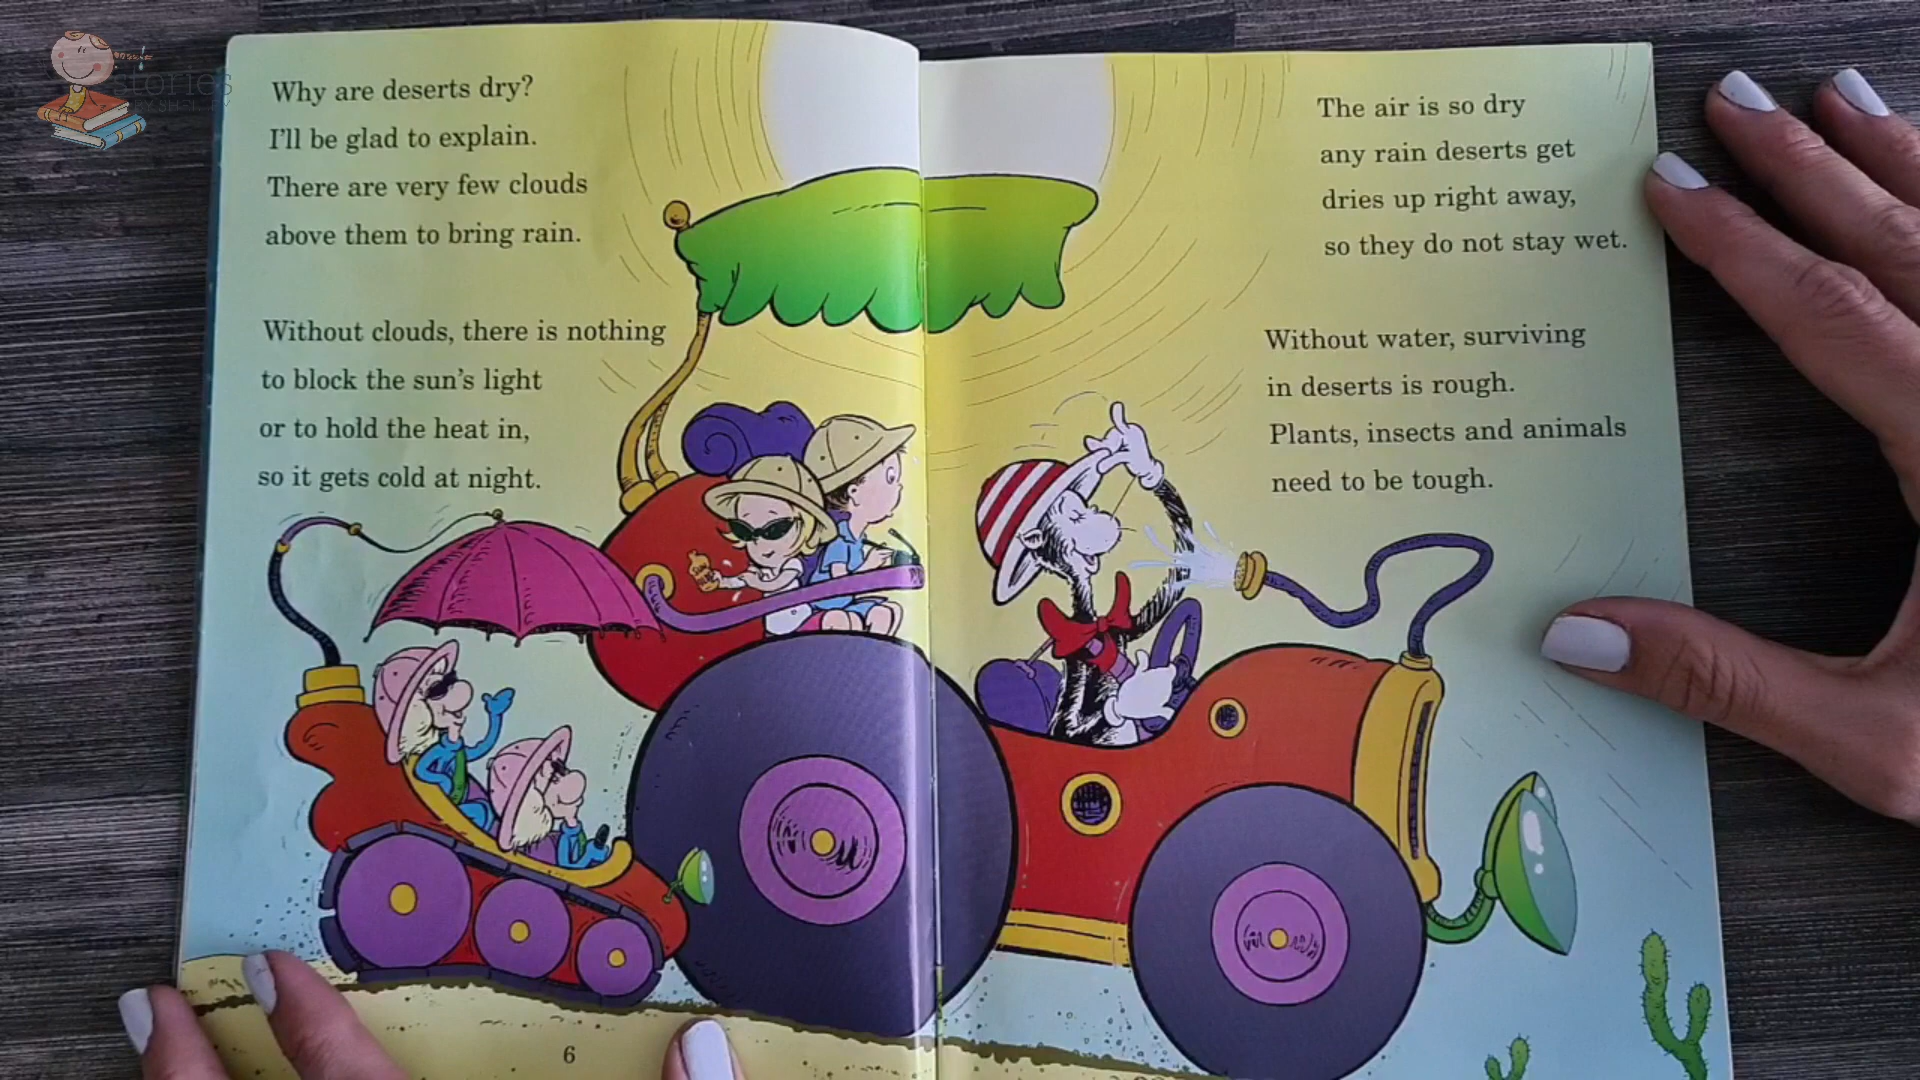 stories
Why are deserts dry?
I'll be glad to explain.
There are very few clouds
above them to bring rain.
Without clouds, there is nothing
to block the sun's light
or to hold the heat in,
so it gets cold at night.
6
The air is so dry
any rain deserts get
dries up right away,
so they do not stay wet.
Without water, surviving
in deserts is rough.
Plants, insects and animals
need to be tough.